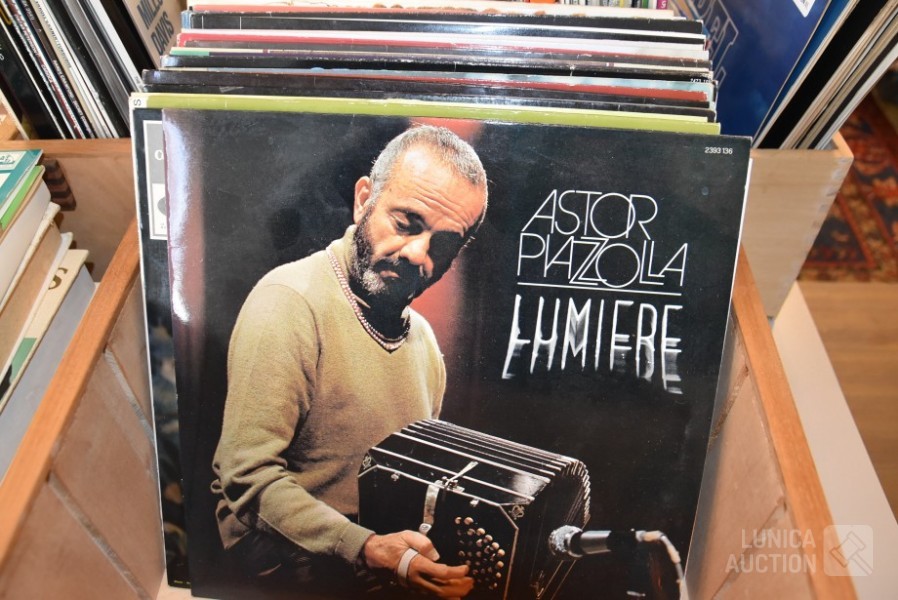 2393 136
ASTOR
PIAZZOLLA
LUMIERE
LUNICA
AUCTION